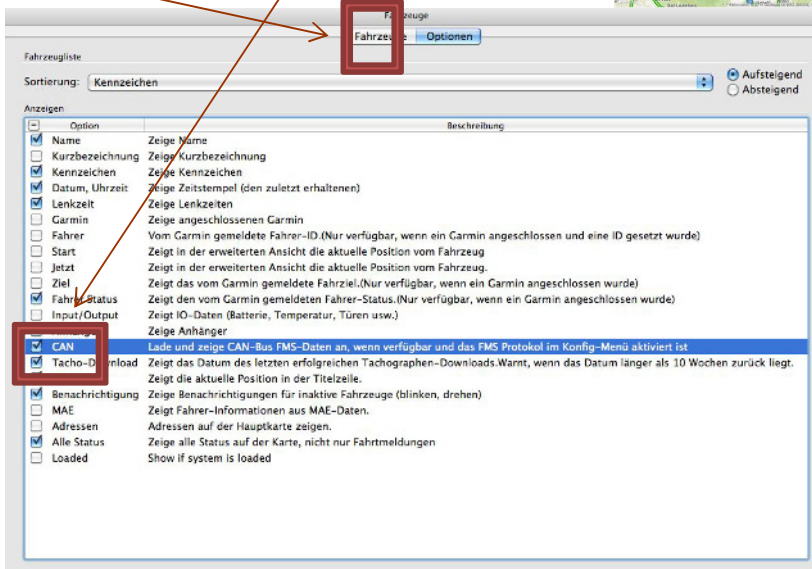 Fahrzeuge
Fahrzeuge Optionen
Fahrzeugliste
Sortierung: Kennzeichen
Aufsteigend
Absteigend
Anzeigen
Option Beschreibung
Name Zeige Name
Kurzbezeichnung Zeige Kurzbezeichnung
Kennzeichen Zeige Kennzeichen
Datum, Uhrzeit Zeige Zeitstempel (den zuletzt erhaltenen)
Lenkzeit Zeige Lenkzeiten
Garmin Zeige angeschlossenen Garmin
Fahrer Vom Garmin gemeldete Fahrer-ID.(Nur verfügbar, wenn ein Garmin angeschlossen und eine ID gesetzt wurde)
Start Zeigt in der erweiterten Ansicht die aktuelle Position vom Fahrzeug
Jetzt Zeigt in der erweiterten Ansicht die aktuelle Position vom Fahrzeug.
Ziel Zeigt das vom Garmin gemeldete Fahrziel.(Nur verfügbar, wenn ein Garmin angeschlossen wurde)
Fahrer Status Zeigt den vom Garmin gemeldeten Fahrer-Status.(Nur verfügbar, wenn ein Garmin angeschlossen wurde)
Input/Output Zeigt IO-Daten (Batterie, Temperatur, Türen usw.)
Zeige Anhänger
CAN Lade und zeige CAN-Bus FMS-Daten an, wenn verfügbar und das FMS Protokol im Konfig-Menü aktiviert ist
Tacho-Download Zeigt das Datum des letzten erfolgreichen Tachographen-Downloads.Warnt, wenn das Datum länger als 10 Wochen zurück liegt.
Zeigt die aktuelle Position in der Titelzeile.
Benachrichtigung Zeige Benachrichtigungen für inaktive Fahrzeuge (blinken, drehen)
MAE Zeigt Fahrer-Informationen aus MAE-Daten.
Adressen Adressen auf der Hauptkarte zeigen.
Alle Status Zeige alle Status auf der Karte, nicht nur Fahrtmeldungen
Loaded Show if system is loaded